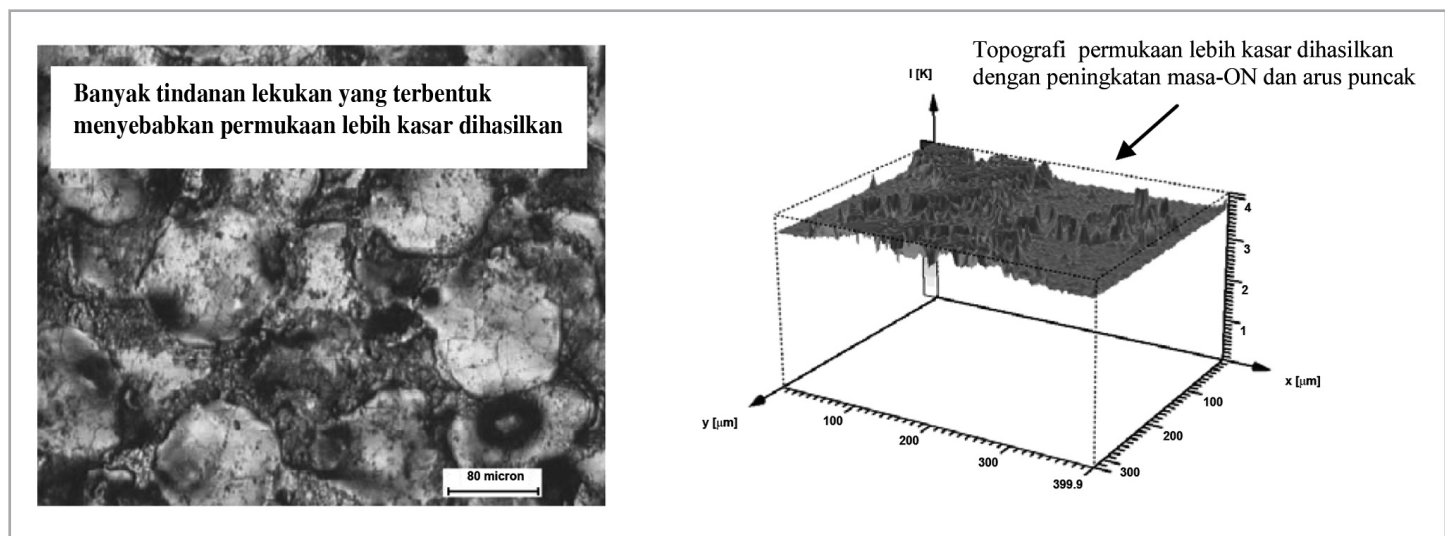 Banyak tindanan lekukan yang terbentuk
menyebabkan permukaan lebih kasar dihasilkan
80 micron
Topografi permukaan lebih kasar dihasilkan
dengan peningkatan masa-ON dan arus puncak
I [K]
4
3
2
1
x [μm]
100
200
300
y [μm]
100
200
300
399.9